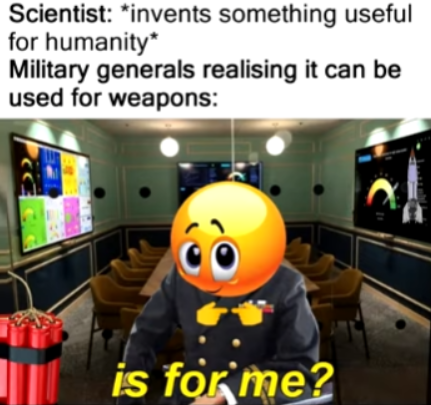 Scientist: *invents something useful
for humanity*
Military generals realising it can be
used for weapons:
is for me?